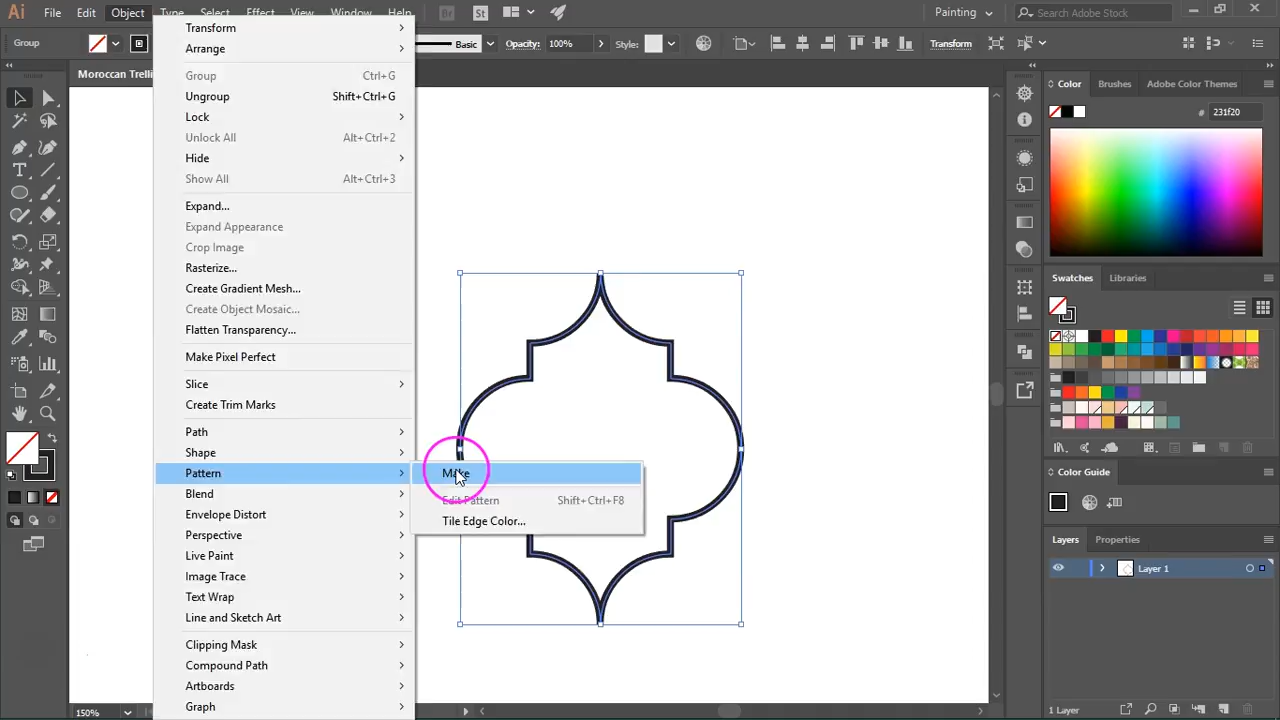 Ai File Edit Object Type Select Effect View Window Help Br St Painting Search Adobe Stock
Group Basic Opacity: 100% Style: Transform
Moroccan Trelli
Transform
Arrange
Group Ctrl+G
Ungroup Shift+Ctrl+G
Lock
Unlock All Alt+Ctrl+2
Hide
Show All Alt+Ctrl+3
Expand...
Expand Appearance
Crop Image
Rasterize...
Create Gradient Mesh...
Create Object Mosaic...
Flatten Transparency...
Make Pixel Perfect
Slice
Create Trim Marks
Path
Shape
Pattern
Blend
Envelope Distort
Perspective
Live Paint
Image Trace
Text Wrap
Line and Sketch Art
Clipping Mask
Compound Path
Artboards
Graph
Make
Edit Pattern Shift+Ctrl+F8
Tile Edge Color...
Color Brushes Adobe Color Themes
# 231f20
Swatches Libraries
Color Guide
Layers Properties
Layer 1
1 Layer
150%